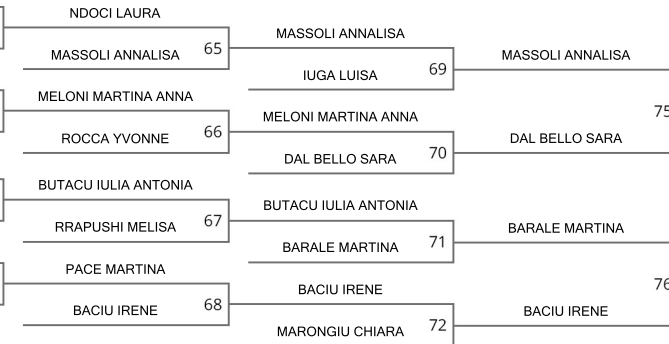 NDOCI LAURA
MASSOLI ANNALISA
65
MASSOLI ANNALISA
IUGA LUISA
69
MASSOLI ANNALISA
MELONI MARTINA ANNA
ROCCA YVONNE
66
MELONI MARTINA ANNA
DAL BELLO SARA
70
DAL BELLO SARA
75
BUTACU IULIA ANTONIA
RRAPUSHI MELISA
67
BUTACU IULIA ANTONIA
BARALE MARTINA
71
BARALE MARTINA
PACE MARTINA
BACIU IRENE
68
BACIU IRENE
MARONGIU CHIARA
72
BACIU IRENE
76